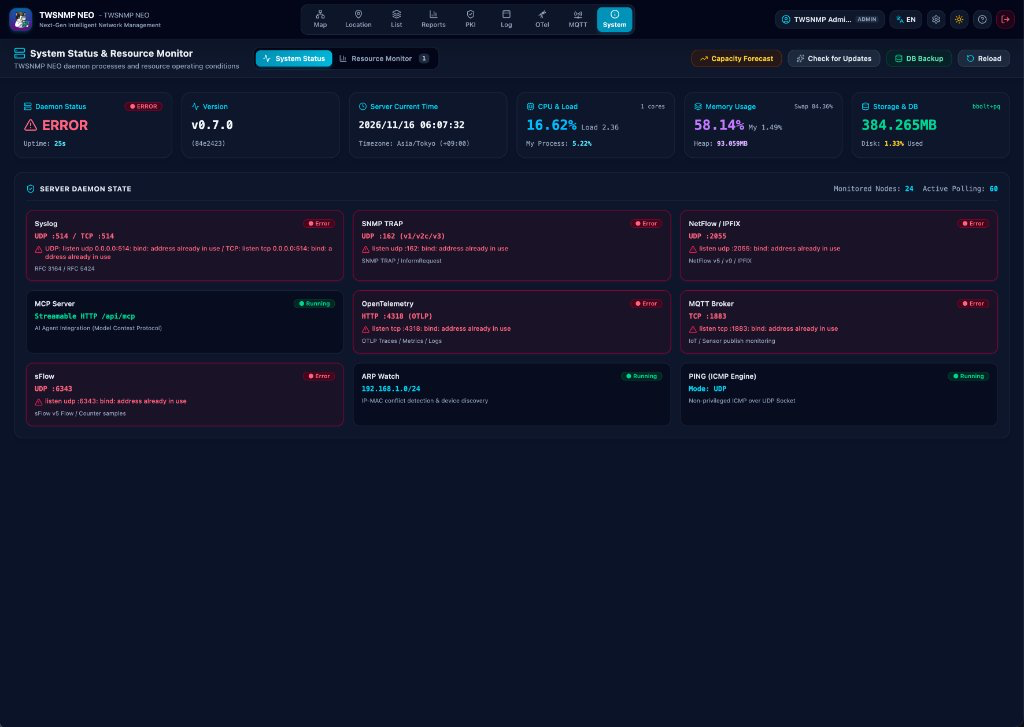 TWSNMP NEO - TWSNMP NEO
Next-Gen Intelligent Network Management
Map
Location
List
Reports
PKI
Log
OTel
MQTT
System
TWSNMP Admi... ADMIN
EN
System Status & Resource Monitor
TWSNMP NEO daemon processes and resource operating conditions
System Status
Resource Monitor 1
Capacity Forecast
Check for Updates
DB Backup
Reload
Daemon Status ERROR
ERROR
Uptime: 25s
Version
v0.7.0
(84e2423)
Server Current Time
2026/11/16 06:07:32
Timezone: Asia/Tokyo (+09:00)
CPU & Load 1 cores
16.62% Load 2.36
My Process: 5.22%
Memory Usage Swap 84.36%
58.14% My 1.49%
Heap: 93.059MB
Storage & DB bbolt+pq
384.265MB
Disk: 1.33% Used
SERVER DAEMON STATE
Monitored Nodes: 24 Active Polling: 60
Syslog Error
UDP :514 / TCP :514
UDP: listen udp 0.0.0.0:514: bind: address already in use / TCP: listen tcp 0.0.0.0:514: bind: a
ddress already in use
RFC 3164 / RFC 5424
SNMP TRAP Error
UDP :162 (v1/v2c/v3)
listen udp :162: bind: address already in use
SNMP TRAP / InformRequest
NetFlow / IPFIX Error
UDP :2055
listen udp :2055: bind: address already in use
NetFlow v5 / v9 / IPFIX
MCP Server Running
Streamable HTTP /api/mcp
AI Agent Integration (Model Context Protocol)
OpenTelemetry Error
HTTP :4318 (OTLP)
listen tcp :4318: bind: address already in use
OTLP Traces / Metrics / Logs
MQTT Broker Error
TCP :1883
listen tcp :1883: bind: address already in use
IoT / Sensor publish monitoring
sFlow Error
UDP :6343
listen udp :6343: bind: address already in use
sFlow v5 Flow / Counter samples
ARP Watch Running
192.168.1.0/24
IP-MAC conflict detection & device discovery
PING (ICMP Engine) Running
Mode: UDP
Non-privileged ICMP over UDP Socket